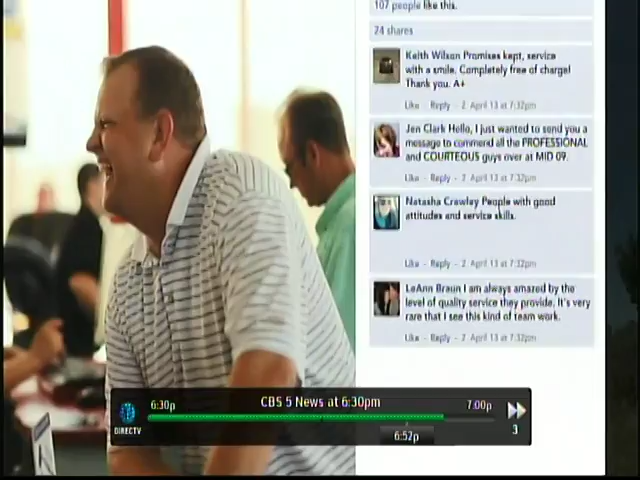 107 people like this.
24 shares
Keith Wilson Promises kept, service
with a smile. Completely free of charge!
Thank you. A+
Like - Reply - 2 April 13 at 7:32pm
Jen Clark Hello, I just wanted to send you a
message to commend all the PROFESSIONAL
and COURTEOUS guys over at MID 09.
Like - Reply - 2 April 13 at 7:32pm
Natasha Crawley People with good
attitudes and service skills.
Like - Reply - 2 April 13 at 7:32pm
LeAnn Braun I am always amazed by the
level of quality service they provide. It's very
rare that I see this kind of team work.
Like - Reply - 2 April 13 at 7:32pm
6:30p CBS 5 News at 6:30pm 7:00p
DIRECTV 3
6:52p